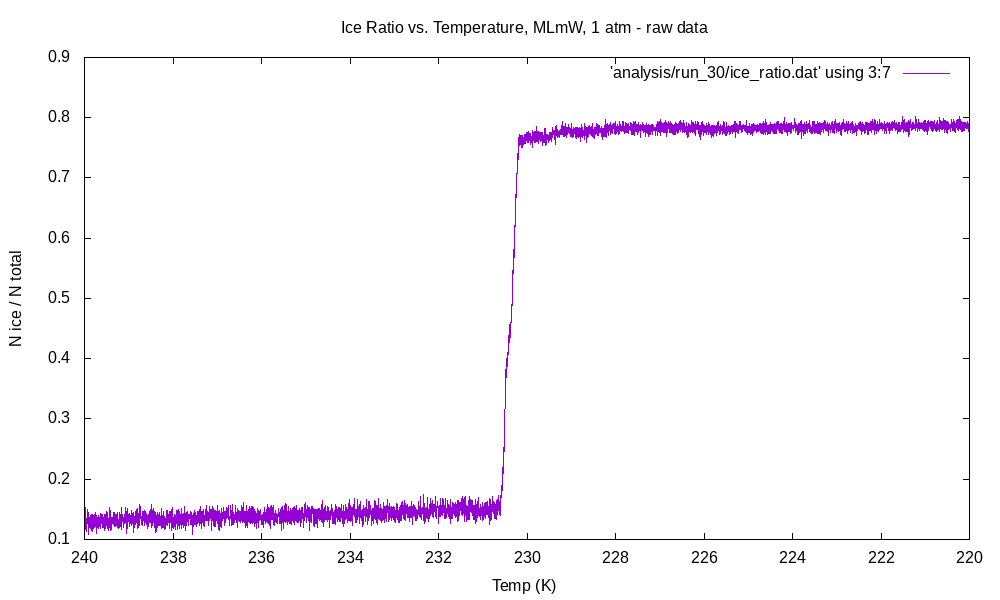 Ice Ratio vs. Temperature, MLmW, 1 atm - raw data
'analysis/run_30/ice_ratio.dat' using 3:7
0.9
0.8
0.7
0.6
0.5
0.4
0.3
0.2
0.1
N ice / N total
240 238 236 234 232 230 228 226 224 222 220
Temp (K)